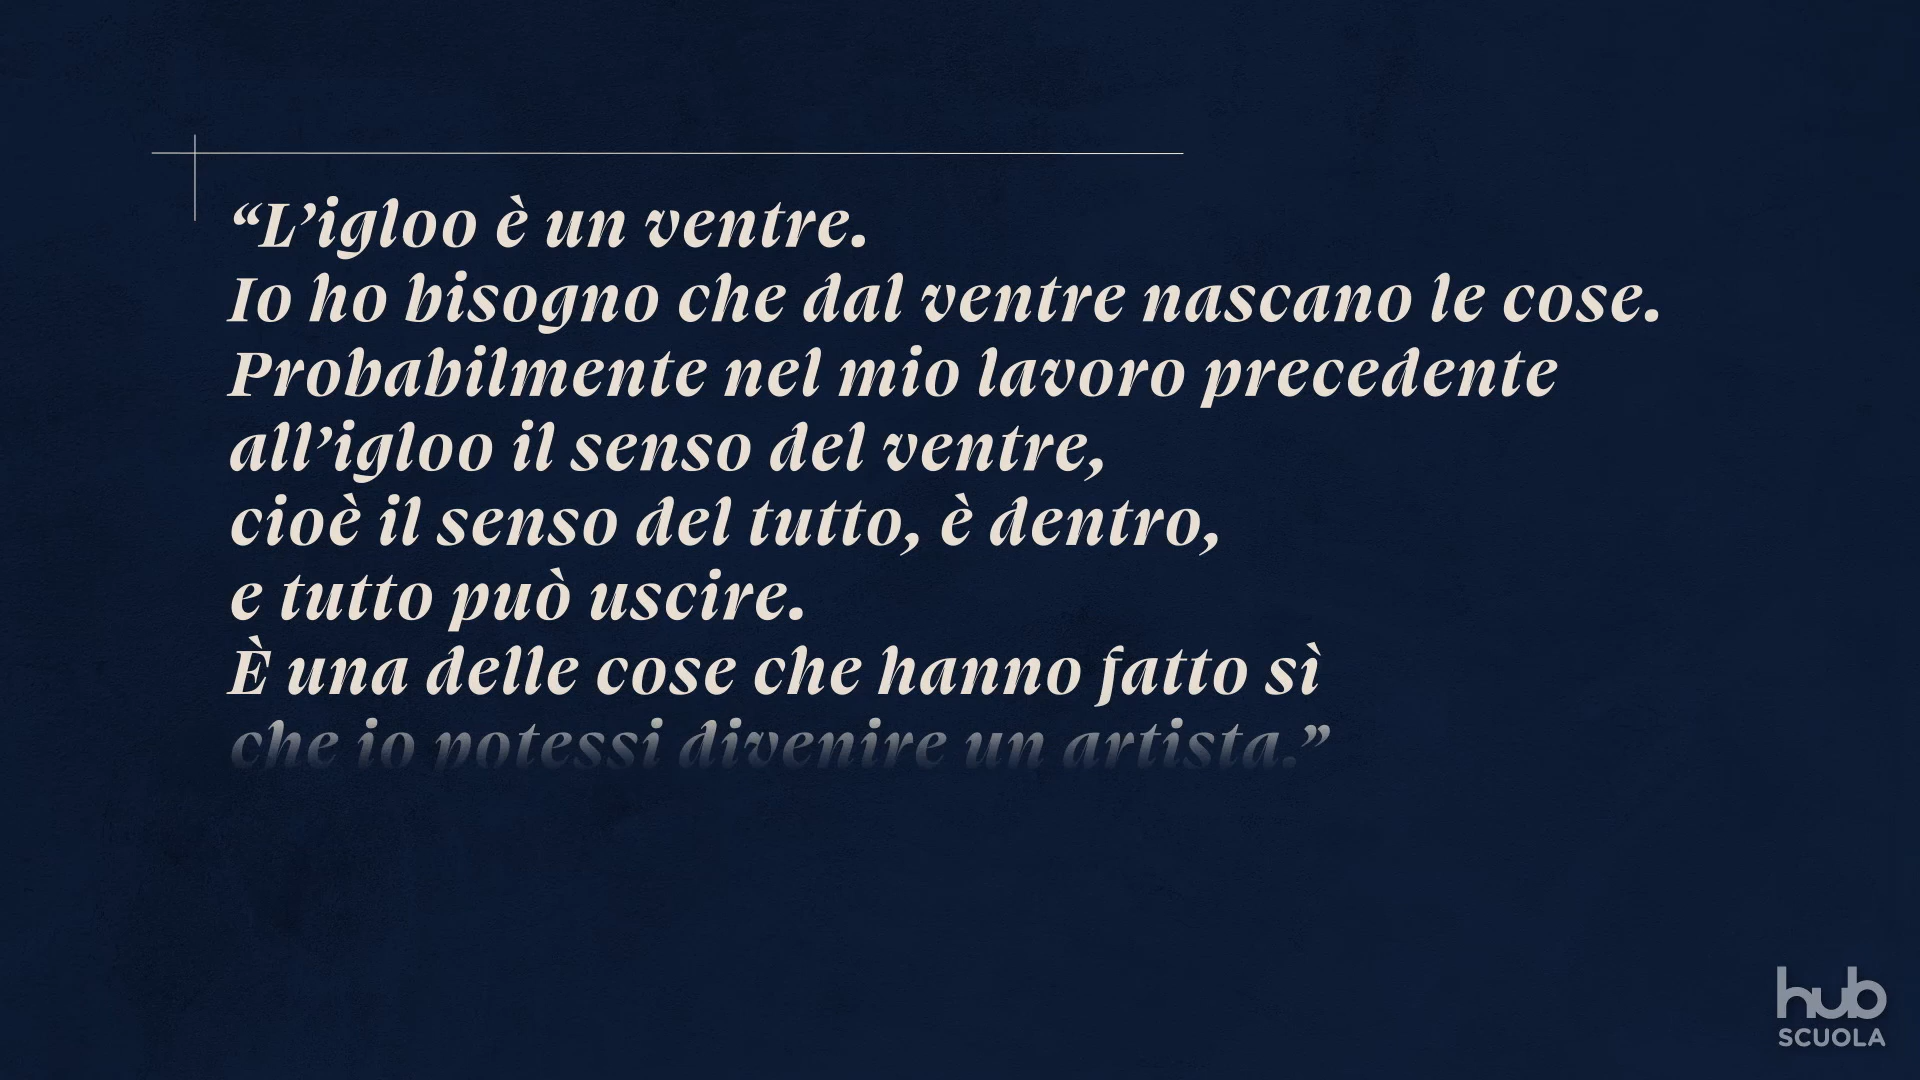 “L’igloo è un ventre.
Io ho bisogno che dal ventre nascano le cose.
Probabilmente nel mio lavoro precedente
all’igloo il senso del ventre,
cioè il senso del tutto, è dentro,
e tutto può uscire.
È una delle cose che hanno fatto sì
che io potessi divenire un artista.”
hub
SCUOLA